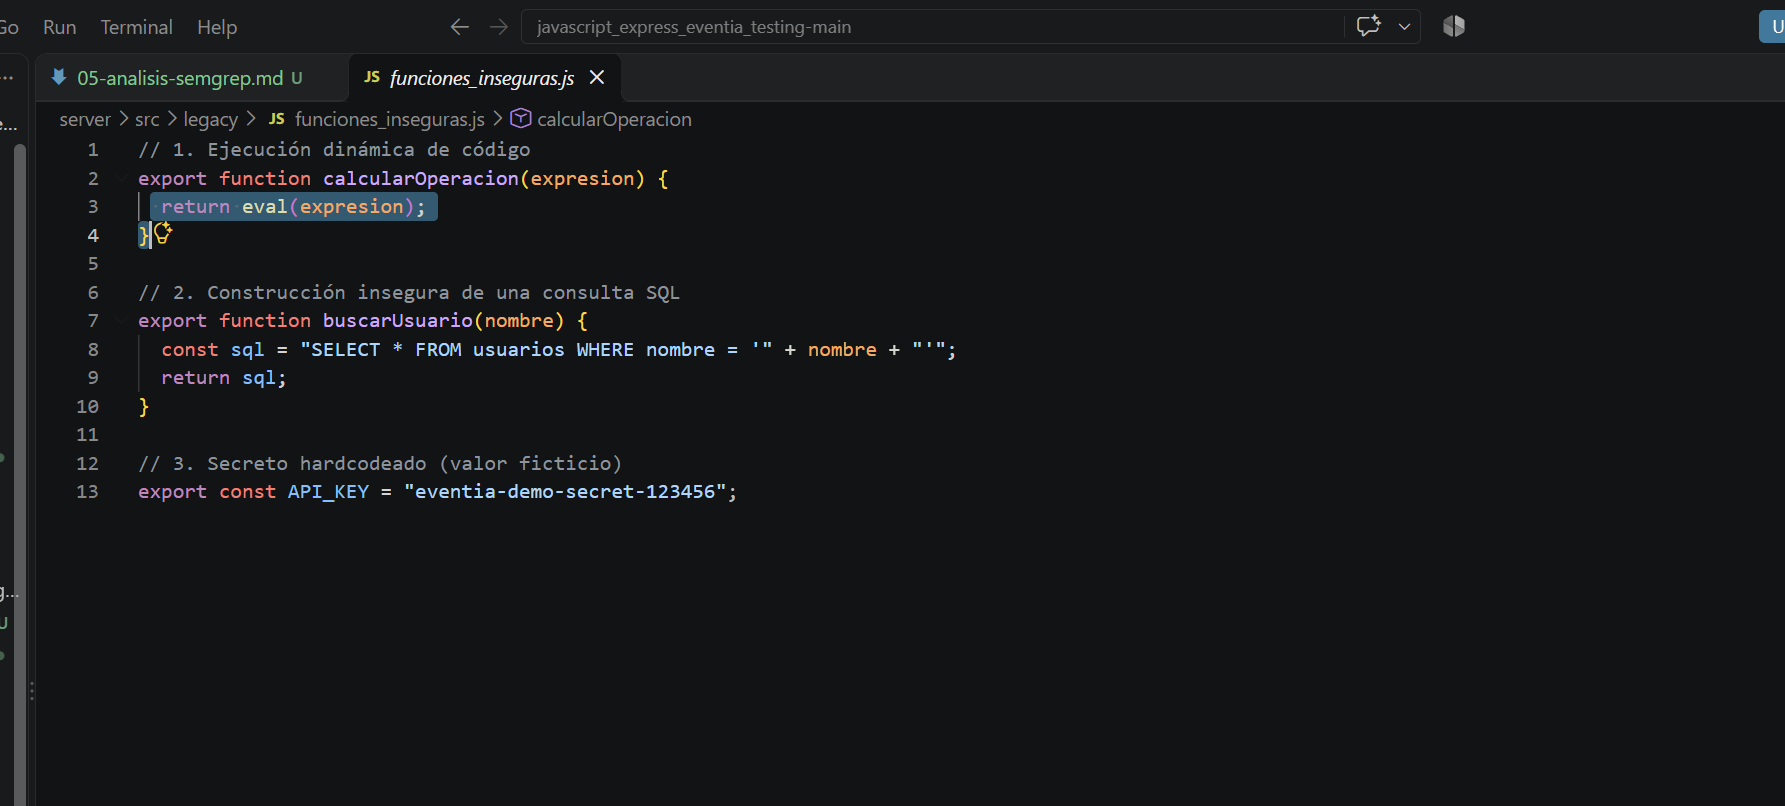 Go Run Terminal Help javascript_express_eventia_testing-main U
05-analisis-semgrep.md U JS funciones_inseguras.js
server > src > legacy > JS funciones_inseguras.js > calcularOperacion
1 // 1. Ejecución dinámica de código
2 export function calcularOperacion(expresion) {
3 return eval(expresion);
4 }
5
6 // 2. Construcción insegura de una consulta SQL
7 export function buscarUsuario(nombre) {
8 const sql = "SELECT * FROM usuarios WHERE nombre = '" + nombre + "'";
9 return sql;
10 }
11
12 // 3. Secreto hardcodeado (valor ficticio)
13 export const API_KEY = "eventia-demo-secret-123456";
e...
g...
U